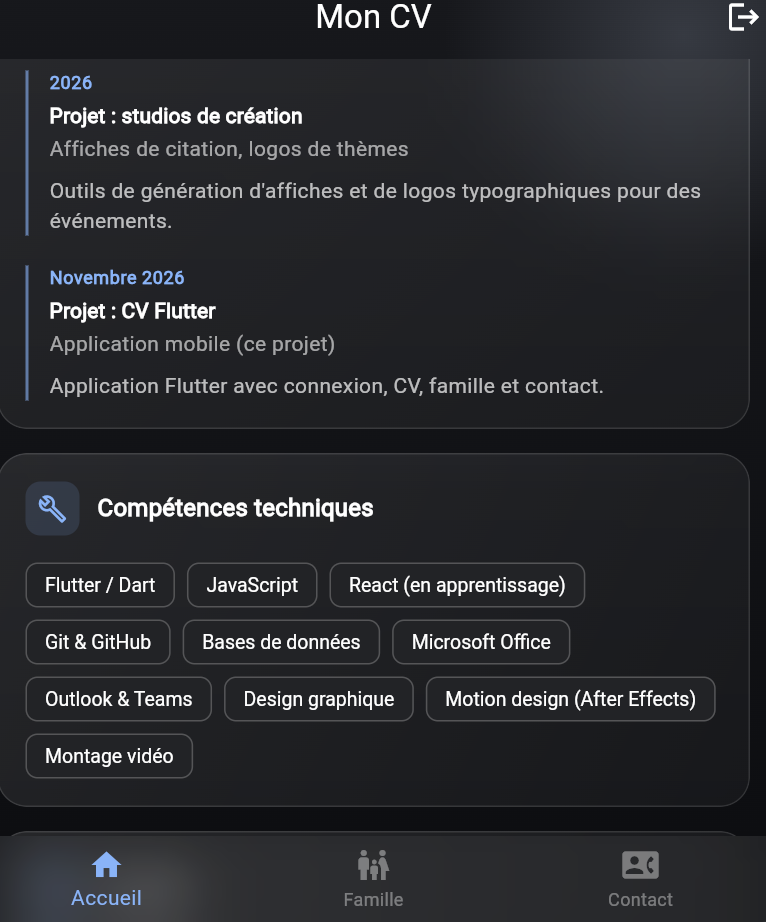 Mon CV
2026
Projet : studios de création
Affiches de citation, logos de thèmes
Outils de génération d'affiches et de logos typographiques pour des
événements.
Novembre 2026
Projet : CV Flutter
Application mobile (ce projet)
Application Flutter avec connexion, CV, famille et contact.
Compétences techniques
Flutter / Dart
JavaScript
React (en apprentissage)
Git & GitHub
Bases de données
Microsoft Office
Outlook & Teams
Design graphique
Motion design (After Effects)
Montage vidéo
Accueil
Famille
Contact